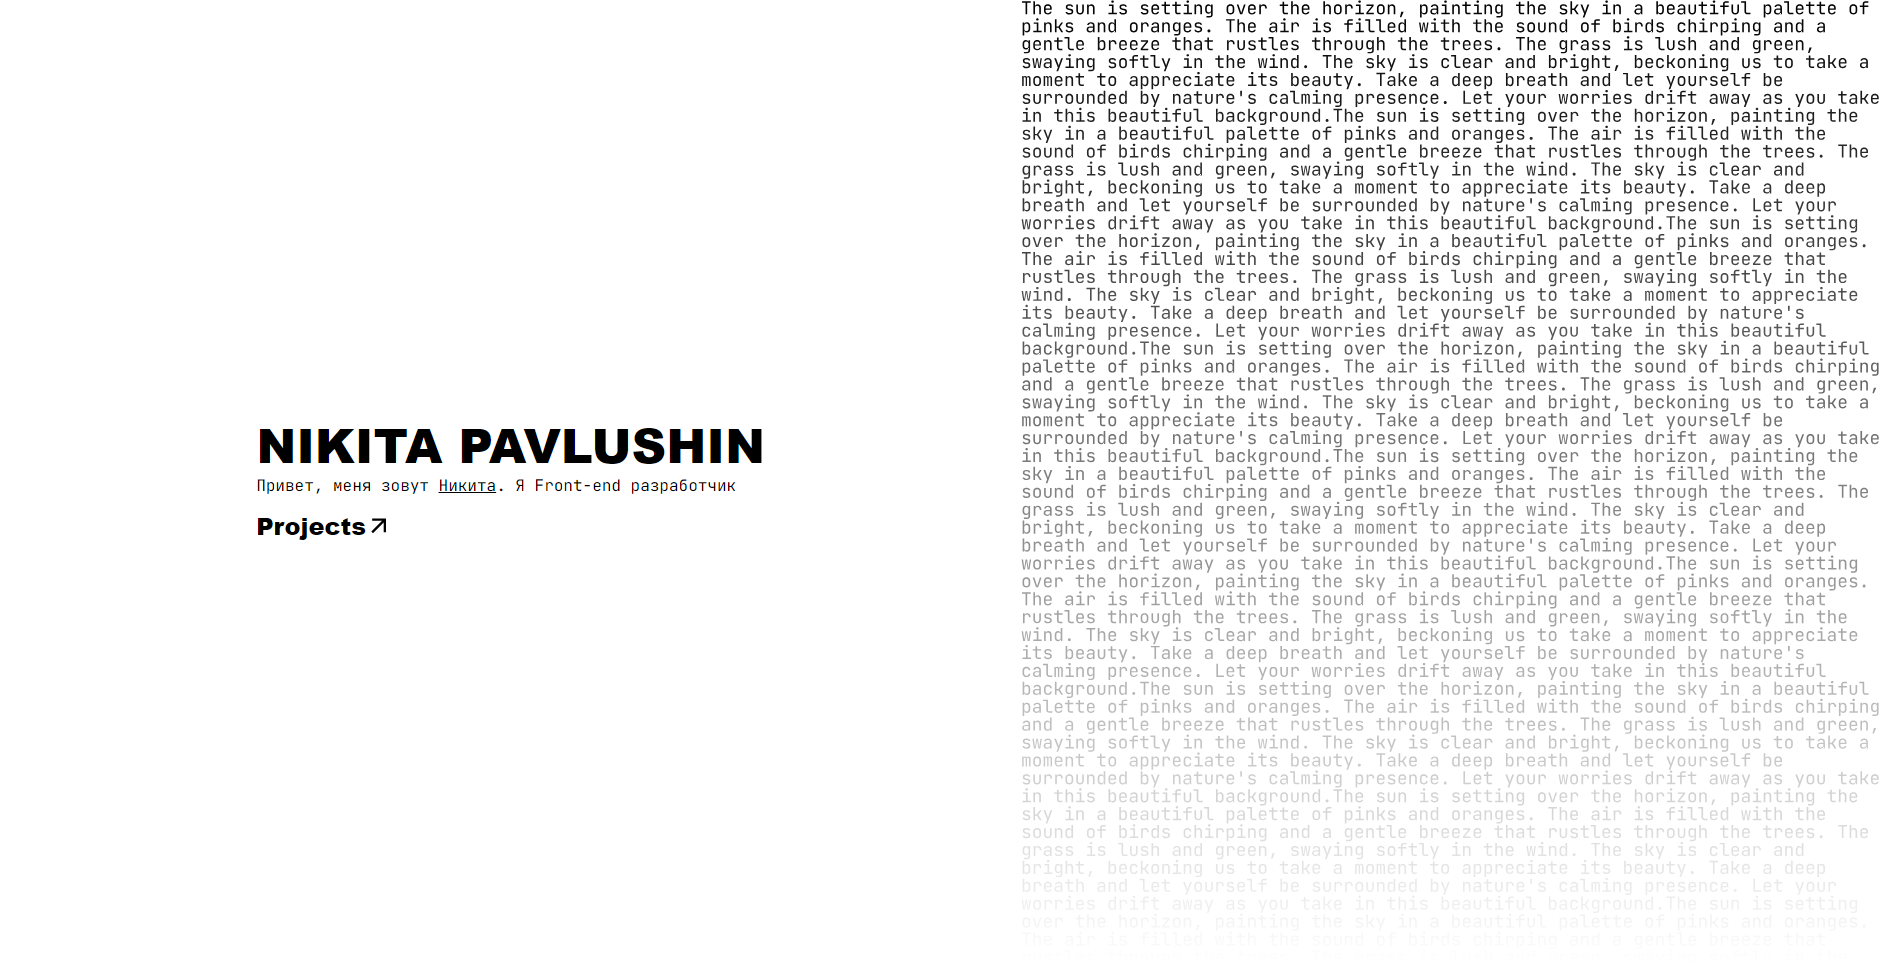 NIKITA PAVLUSHIN
Привет, меня зовут Никита. Я Front-end разработчик
Projects
The sun is setting over the horizon, painting the sky in a beautiful palette of
pinks and oranges. The air is filled with the sound of birds chirping and a
gentle breeze that rustles through the trees. The grass is lush and green,
swaying softly in the wind. The sky is clear and bright, beckoning us to take a
moment to appreciate its beauty. Take a deep breath and let yourself be
surrounded by nature's calming presence. Let your worries drift away as you take
in this beautiful background.The sun is setting over the horizon, painting the
sky in a beautiful palette of pinks and oranges. The air is filled with the
sound of birds chirping and a gentle breeze that rustles through the trees. The
grass is lush and green, swaying softly in the wind. The sky is clear and
bright, beckoning us to take a moment to appreciate its beauty. Take a deep
breath and let yourself be surrounded by nature's calming presence. Let your
worries drift away as you take in this beautiful background.The sun is setting
over the horizon, painting the sky in a beautiful palette of pinks and oranges.
The air is filled with the sound of birds chirping and a gentle breeze that
rustles through the trees. The grass is lush and green, swaying softly in the
wind. The sky is clear and bright, beckoning us to take a moment to appreciate
its beauty. Take a deep breath and let yourself be surrounded by nature's
calming presence. Let your worries drift away as you take in this beautiful
background.The sun is setting over the horizon, painting the sky in a beautiful
palette of pinks and oranges. The air is filled with the sound of birds chirping
and a gentle breeze that rustles through the trees. The grass is lush and green,
swaying softly in the wind. The sky is clear and bright, beckoning us to take a
moment to appreciate its beauty. Take a deep breath and let yourself be
surrounded by nature's calming presence. Let your worries drift away as you take
in this beautiful background.The sun is setting over the horizon, painting the
sky in a beautiful palette of pinks and oranges. The air is filled with the
sound of birds chirping and a gentle breeze that rustles through the trees. The
grass is lush and green, swaying softly in the wind. The sky is clear and
bright, beckoning us to take a moment to appreciate its beauty. Take a deep
breath and let yourself be surrounded by nature's calming presence. Let your
worries drift away as you take in this beautiful background.The sun is setting
over the horizon, painting the sky in a beautiful palette of pinks and oranges.
The air is filled with the sound of birds chirping and a gentle breeze that
rustles through the trees. The grass is lush and green, swaying softly in the
wind. The sky is clear and bright, beckoning us to take a moment to appreciate
its beauty. Take a deep breath and let yourself be surrounded by nature's
calming presence. Let your worries drift away as you take in this beautiful
background.The sun is setting over the horizon, painting the sky in a beautiful
palette of pinks and oranges. The air is filled with the sound of birds chirping
and a gentle breeze that rustles through the trees. The grass is lush and green,
swaying softly in the wind. The sky is clear and bright, beckoning us to take a
moment to appreciate its beauty. Take a deep breath and let yourself be
surrounded by nature's calming presence. Let your worries drift away as you take
in this beautiful background.The sun is setting over the horizon, painting the
sky in a beautiful palette of pinks and oranges. The air is filled with the
sound of birds chirping and a gentle breeze that rustles through the trees. The
grass is lush and green, swaying softly in the wind. The sky is clear and
bright, beckoning us to take a moment to appreciate its beauty. Take a deep
breath and let yourself be surrounded by nature's calming presence. Let your
worries drift away as you take in this beautiful background.The sun is setting
over the horizon, painting the sky in a beautiful palette of pinks and oranges.
The air is filled with the sound of birds chirping and a gentle breeze that